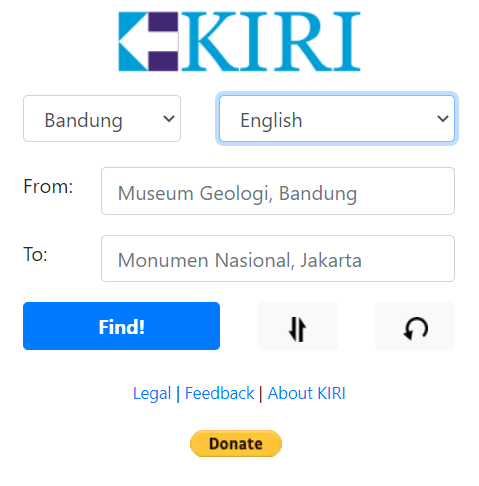 KIRI
Bandung English
From: Museum Geologi, Bandung
To: Monumen Nasional, Jakarta
Find!
Legal | Feedback | About KIRI
Donate